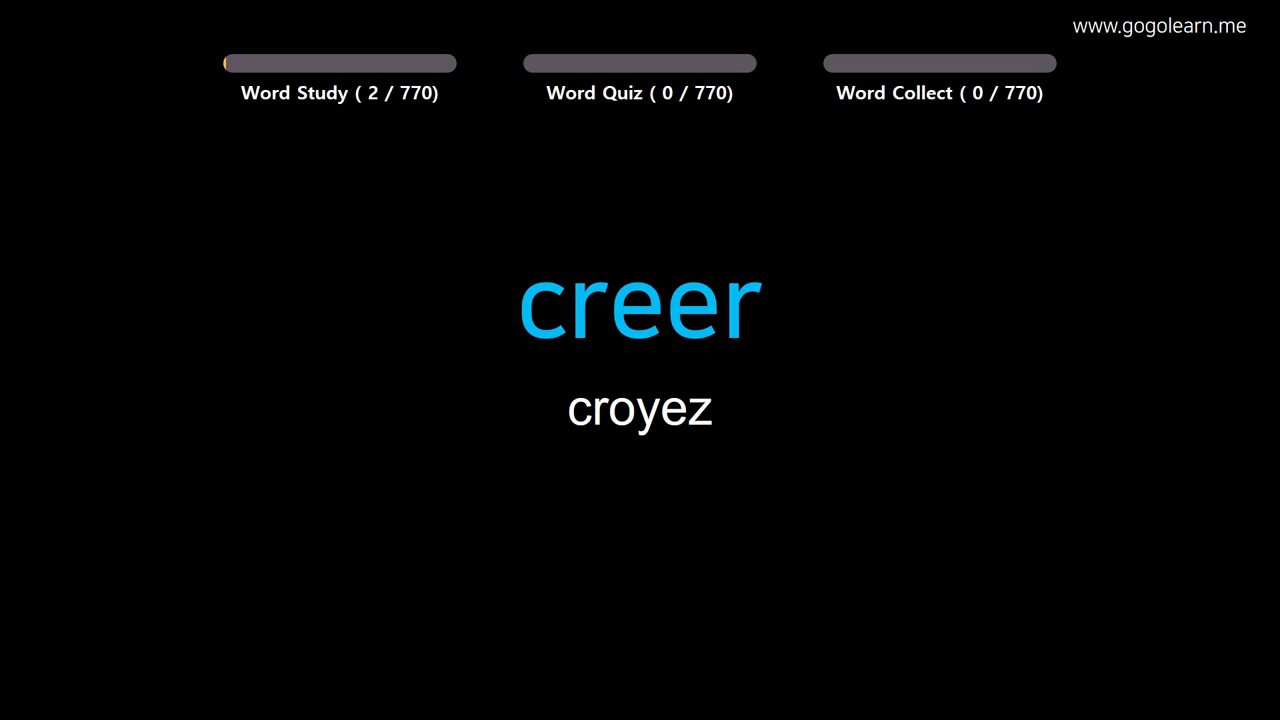 www.gogolearn.me
Word Study ( 2 / 770)
Word Quiz ( 0 / 770)
Word Collect ( 0 / 770)
creer
croyez